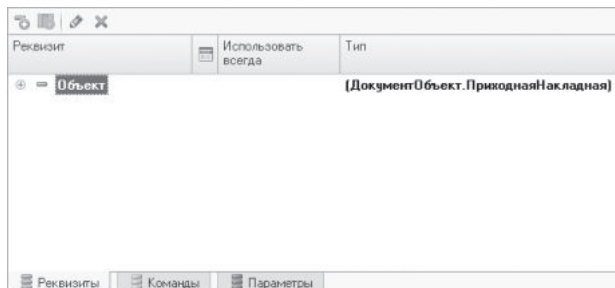 Реквизит Использовать всегда Тип
Объект (ДокументОбъект.ПриходнаяНакладная)
Реквизиты Команды Параметры